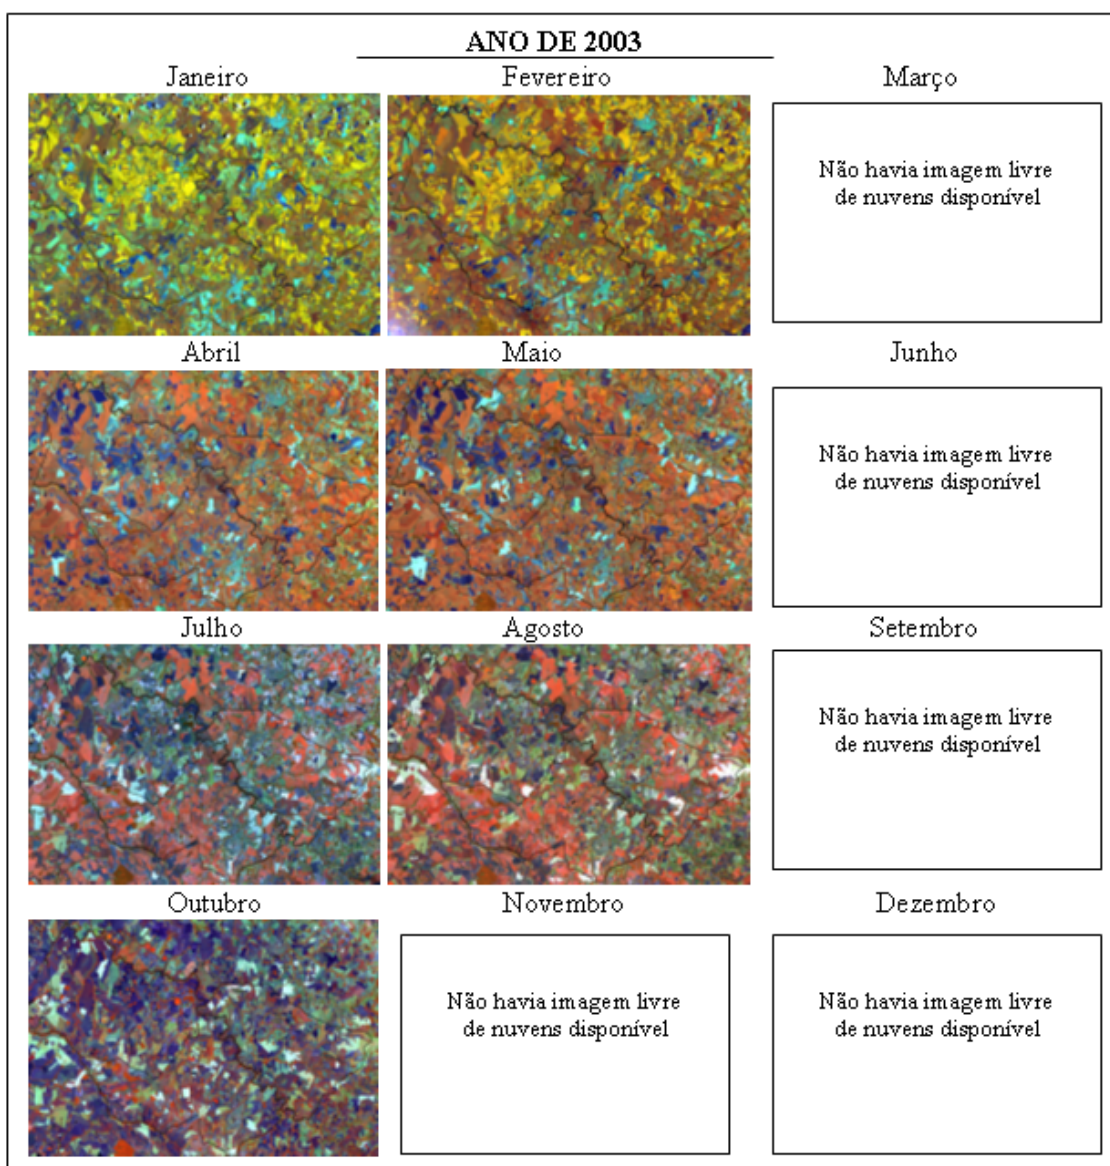 ANO DE 2003
Janeiro
Fevereiro
Março
Não havia imagem livre
de nuvens disponível
Abril
Maio
Junho
Não havia imagem livre
de nuvens disponível
Julho
Agosto
Setembro
Não havia imagem livre
de nuvens disponível
Outubro
Novembro
Dezembro
Não havia imagem livre
de nuvens disponível
Não havia imagem livre
de nuvens disponível